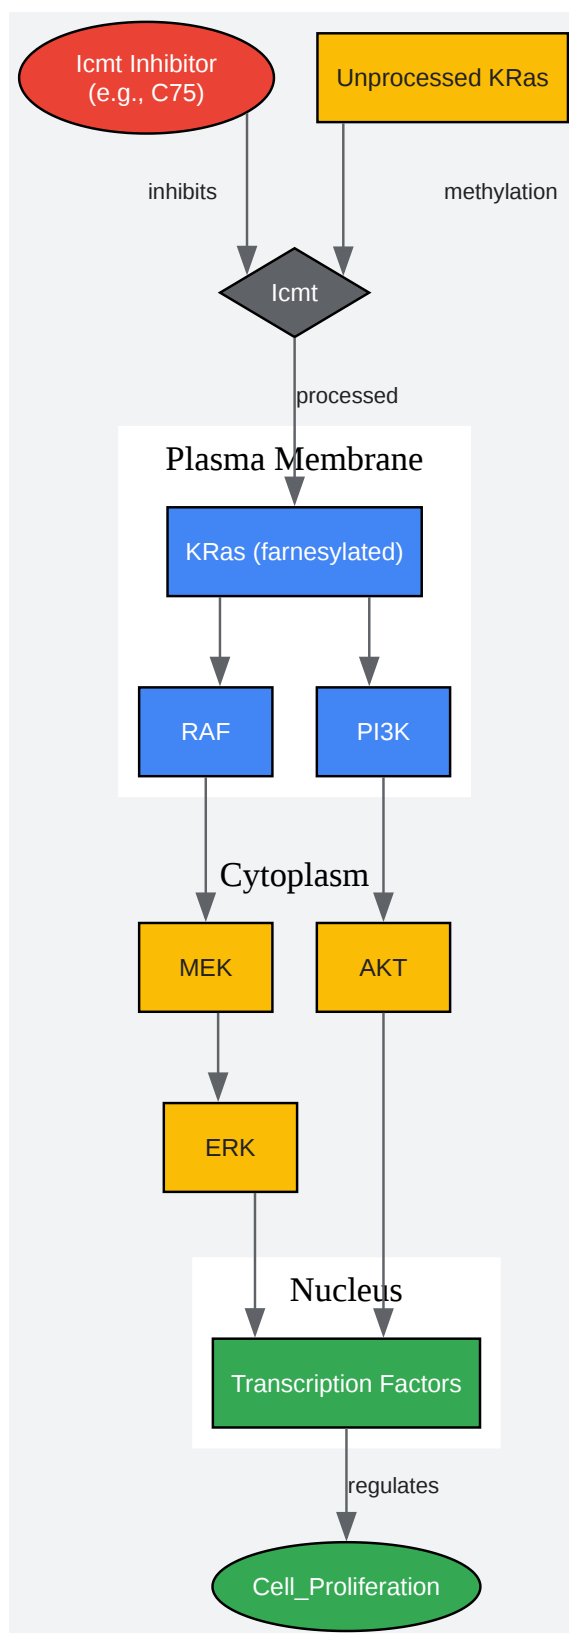 Icmt Inhibitor
(e.g., C75)
Unprocessed KRas
inhibits
methylation
Icmt
processed
Plasma Membrane
KRas (farnesylated)
RAF
PI3K
Cytoplasm
MEK
AKT
ERK
Nucleus
Transcription Factors
regulates
Cell_Proliferation